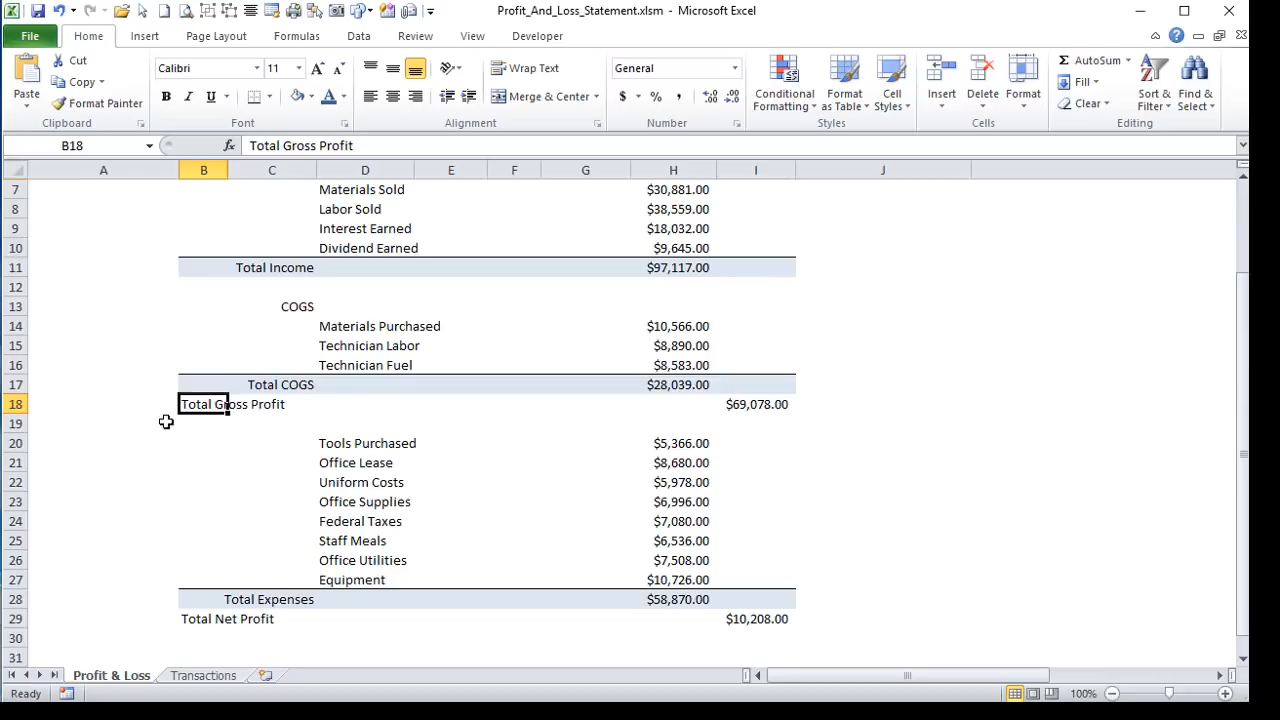 Profit_And_Loss_Statement.xlsm - Microsoft Excel
File Home Insert Page Layout Formulas Data Review View Developer
Paste Cut Copy Format Painter Clipboard
Calibri 11 A A B I U A Font
Wrap Text Merge & Center Alignment
General $ % , .0 .00 .00 .0 Number
Conditional Formatting Format as Table Cell Styles Styles
Insert Delete Format Cells
Σ AutoSum Fill Clear Sort & Filter Find & Select Editing
B18 fx Total Gross Profit
A B C D E F G H I J
7 Materials Sold $30,881.00
8 Labor Sold $38,559.00
9 Interest Earned $18,032.00
10 Dividend Earned $9,645.00
11 Total Income $97,117.00
12
13 COGS
14 Materials Purchased $10,566.00
15 Technician Labor $8,890.00
16 Technician Fuel $8,583.00
17 Total COGS $28,039.00
18 Total Gross Profit $69,078.00
19
20 Tools Purchased $5,366.00
21 Office Lease $8,680.00
22 Uniform Costs $5,978.00
23 Office Supplies $6,996.00
24 Federal Taxes $7,080.00
25 Staff Meals $6,536.00
26 Office Utilities $7,508.00
27 Equipment $10,726.00
28 Total Expenses $58,870.00
29 Total Net Profit $10,208.00
30
31
Profit & Loss Transactions
Ready 100%